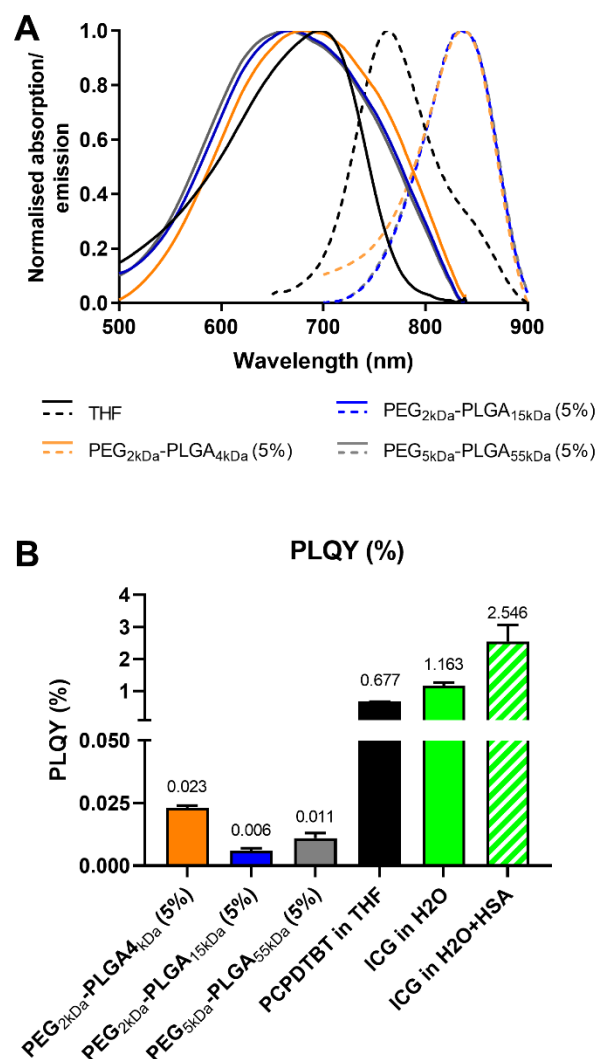 A
Normalised absorption/
emission
1.0
0.8
0.6
0.4
0.2
0.0
500 600 700 800 900
Wavelength (nm)
THF
PEG2kDa-PLGA15kDa (5%)
PEG2kDa-PLGA4kDa (5%)
PEG5kDa-PLGA55kDa (5%)
B
PLQY (%)
PLQY (%)
4
3
2
1
0.050
0.025
0.000
0.023
0.006
0.011
0.677
1.163
2.546
PEG2kDa-PLGA4kDa (5%)
PEG2kDa-PLGA15kDa (5%)
PEG5kDa-PLGA55kDa (5%)
PCPDTBT in THF
ICG in H2O
ICG in H2O+HSA